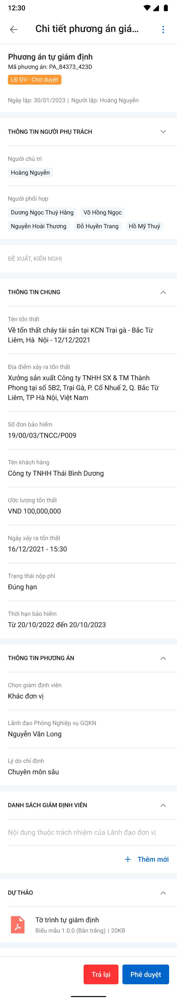 12:30
Chi tiết phương án giá...
Phương án tự giám định
Mã phương án: PA_84373_423D
LĐ ĐV - Chờ duyệt
Ngày lập: 30/01/2023 | Người lập: Hoàng Nguyễn
THÔNG TIN NGƯỜI PHỤ TRÁCH
Người chủ trì
Hoàng Nguyễn
Người phối hợp
Dương Ngọc Thuý Hằng Võ Hồng Ngọc
Nguyễn Hoài Thương Đỗ Huyền Trang Hồ Mỹ Thuý
ĐỀ XUẤT, KIẾN NGHỊ
THÔNG TIN CHUNG
Tên tổn thất
Về tổn thất cháy tài sản tại KCN Trại gà - Bắc Từ
Liêm, Hà  Nội - 12/12/2021
Địa điểm xảy ra tổn thất
Xưởng sản xuất Công ty TNHH SX & TM Thành
Phong tại số 5B2, Trại Gà, P. Cổ Nhuế 2, Q. Bắc Từ
Liêm, TP Hà Nội, Việt Nam
Số đơn bảo hiểm
19/00/03/TNCC/P009
Tên khách hàng
Công ty TNHH Thái Bình Dương
Ước lượng tổn thất
VND 100,000,000
Ngày xảy ra tổn thất
16/12/2021 - 15:30
Trạng thái nộp phí
Đúng hạn
Thời hạn bảo hiểm
Từ 20/10/2022 đến 20/10/2023
THÔNG TIN PHƯƠNG ÁN
Chọn giám định viên
Khác đơn vị
Lãnh đạo Phòng Nghiệp vụ GQKN
Nguyễn Văn Long
Lý do chỉ định
Chuyên môn sâu
DANH SÁCH GIÁM ĐỊNH VIÊN
Nội dung thuộc trách nhiệm của Lãnh đạo đơn vị
+ Thêm mới
DỰ THẢO
Tờ trình tự giám định
Biểu mẫu 1.0.0 (Bản trắng) | 20KB
Trả lại Phê duyệt